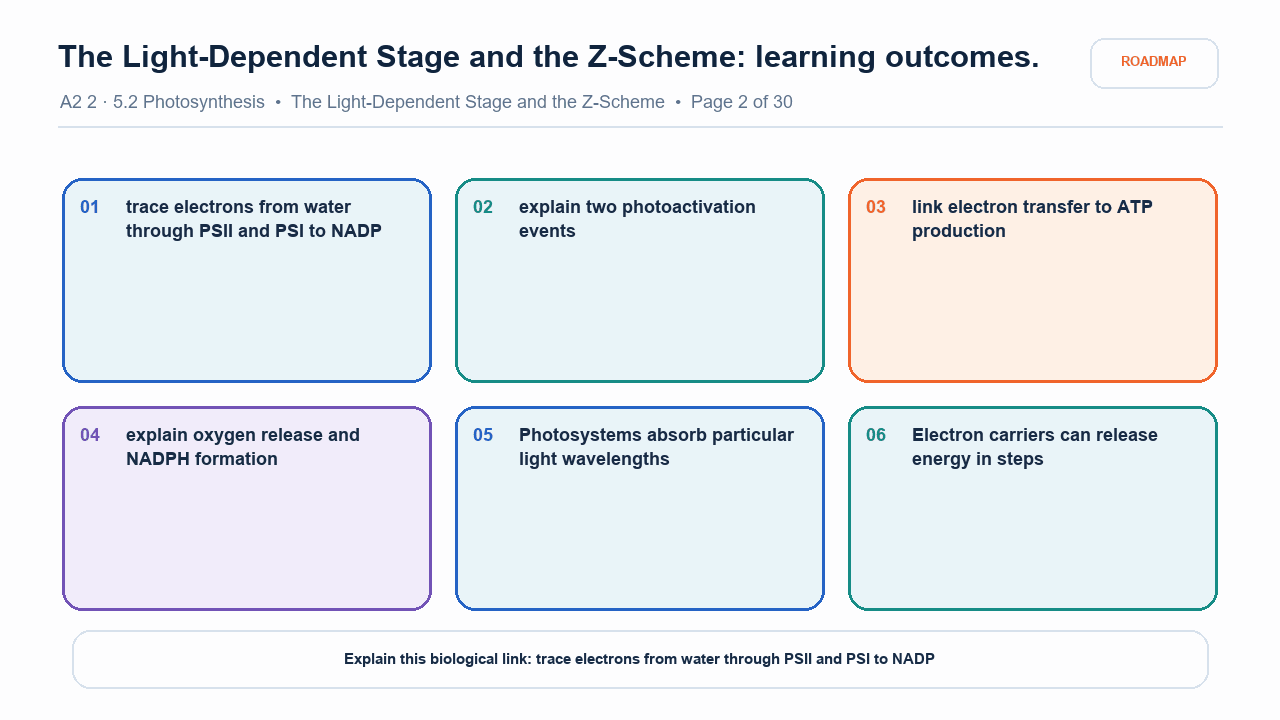 The Light-Dependent Stage and the Z-Scheme: learning outcomes.
ROADMAP
A2 2 · 5.2 Photosynthesis • The Light-Dependent Stage and the Z-Scheme • Page 2 of 30
01 trace electrons from water
through PSII and PSI to NADP
02 explain two photoactivation
events
03 link electron transfer to ATP
production
04 explain oxygen release and
NADPH formation
05 Photosystems absorb particular
light wavelengths
06 Electron carriers can release
energy in steps
Explain this biological link: trace electrons from water through PSII and PSI to NADP